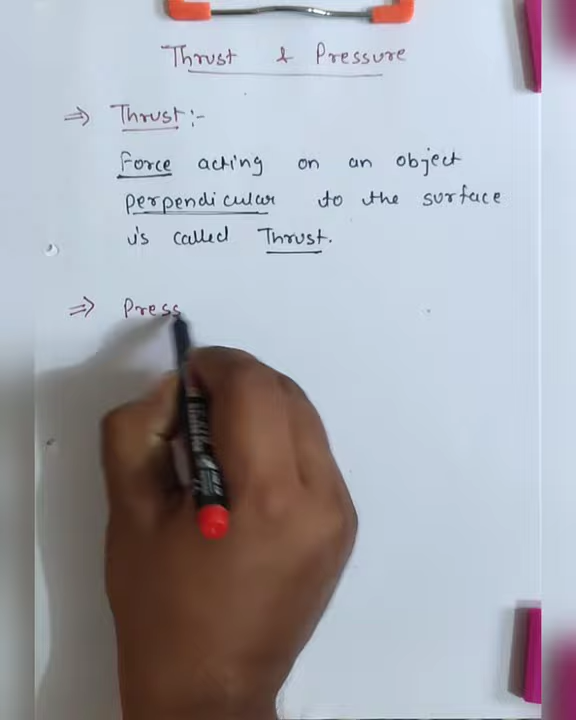 Thrust & Pressure
⇒ Thrust:-
Force acting on an object
perpendicular to the surface
is called Thrust.
⇒ Press